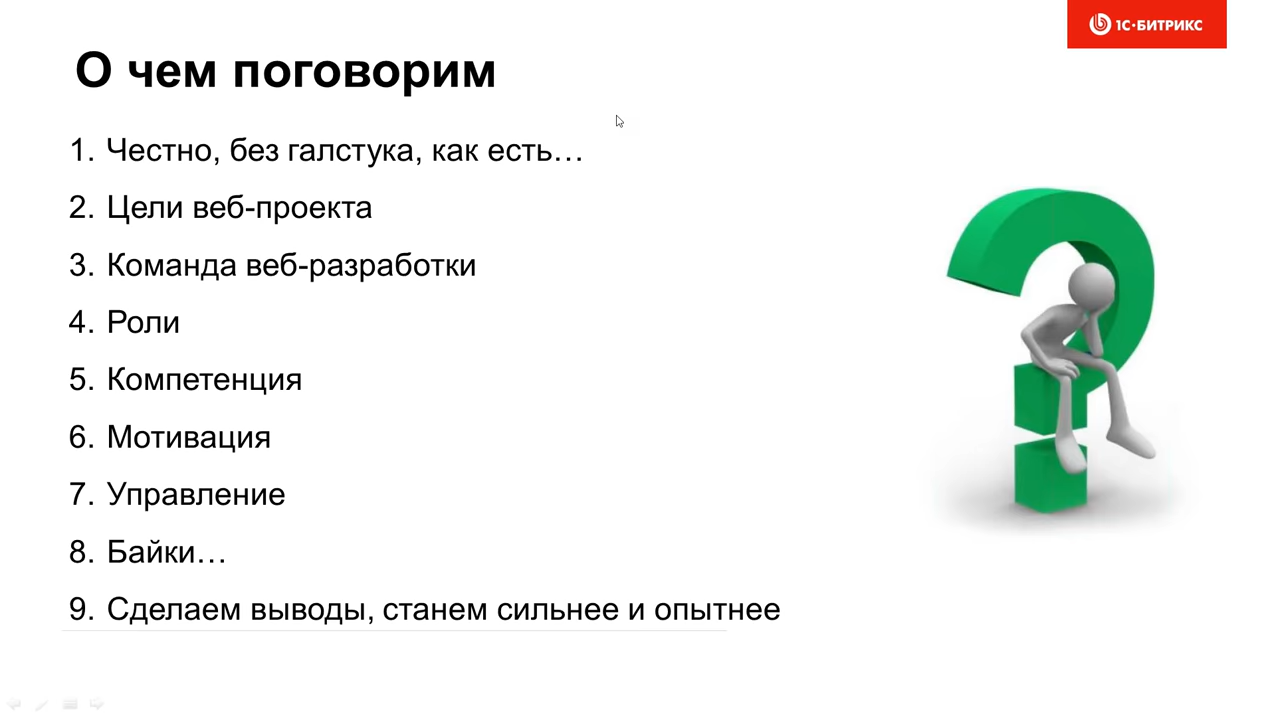 1С-БИТРИКС
О чем поговорим
1. Честно, без галстука, как есть…
2. Цели веб-проекта
3. Команда веб-разработки
4. Роли
5. Компетенция
6. Мотивация
7. Управление
8. Байки…
9. Сделаем выводы, станем сильнее и опытнее